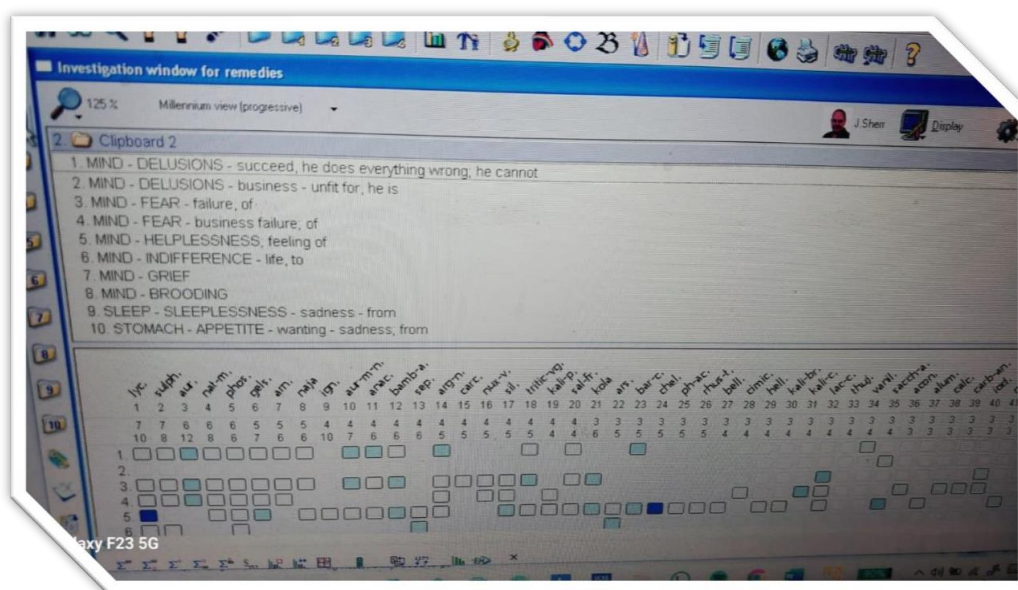 Investigation window for remedies
125 %
Millennium view (progressive)
J.Sherr
Display
2. Clipboard 2
1. MIND - DELUSIONS - succeed, he does everything wrong; he cannot
2. MIND - DELUSIONS - business - unfit for, he is
3. MIND - FEAR - failure, of
4. MIND - FEAR - business failure; of
5. MIND - HELPLESSNESS; feeling of
6. MIND - INDIFFERENCE - life, to
7. MIND - GRIEF
8. MIND - BROODING
9. SLEEP - SLEEPLESSNESS - sadness - from
10. STOMACH - APPETITE - wanting - sadness; from
lyc. sulph. aur. nat-m. phos. gels. arn. naja ign. aur-m-n. anac. bamb-a. sep. arg-n. carc. nux-v. sil. tritic-vg. kali-p. kola ars. bar-c. chel. ph-ac. rhus-t. bell. cimic. hell. kali-br. kali-c. lac-c. vanil. alum. calc.
1 2 3 4 5 6 7 8 9 10 11 12 13 14 15 16 17 18 19 20 21 22 23 24 25 26 27 28 29 30 31 32 33 34 35 36 37 38 39 40
7 7 6 6 6 6 5 5 4 4 4 4 4 4 4 4 4 4 4 4 3 3 3 3 3 3 3 3 3 3 3 3 3 3 3 3 3 3 3 3
10 8 12 8 6 7 6 6 10 7 6 6 6 5 5 5 5 5 4 4 6 5 5 5 5 5 4 4 4 4 4 4 4 4 4 3 3 3 3 3
1.
2.
3.
4.
5.
6.
8
9
10
axy F23 5G